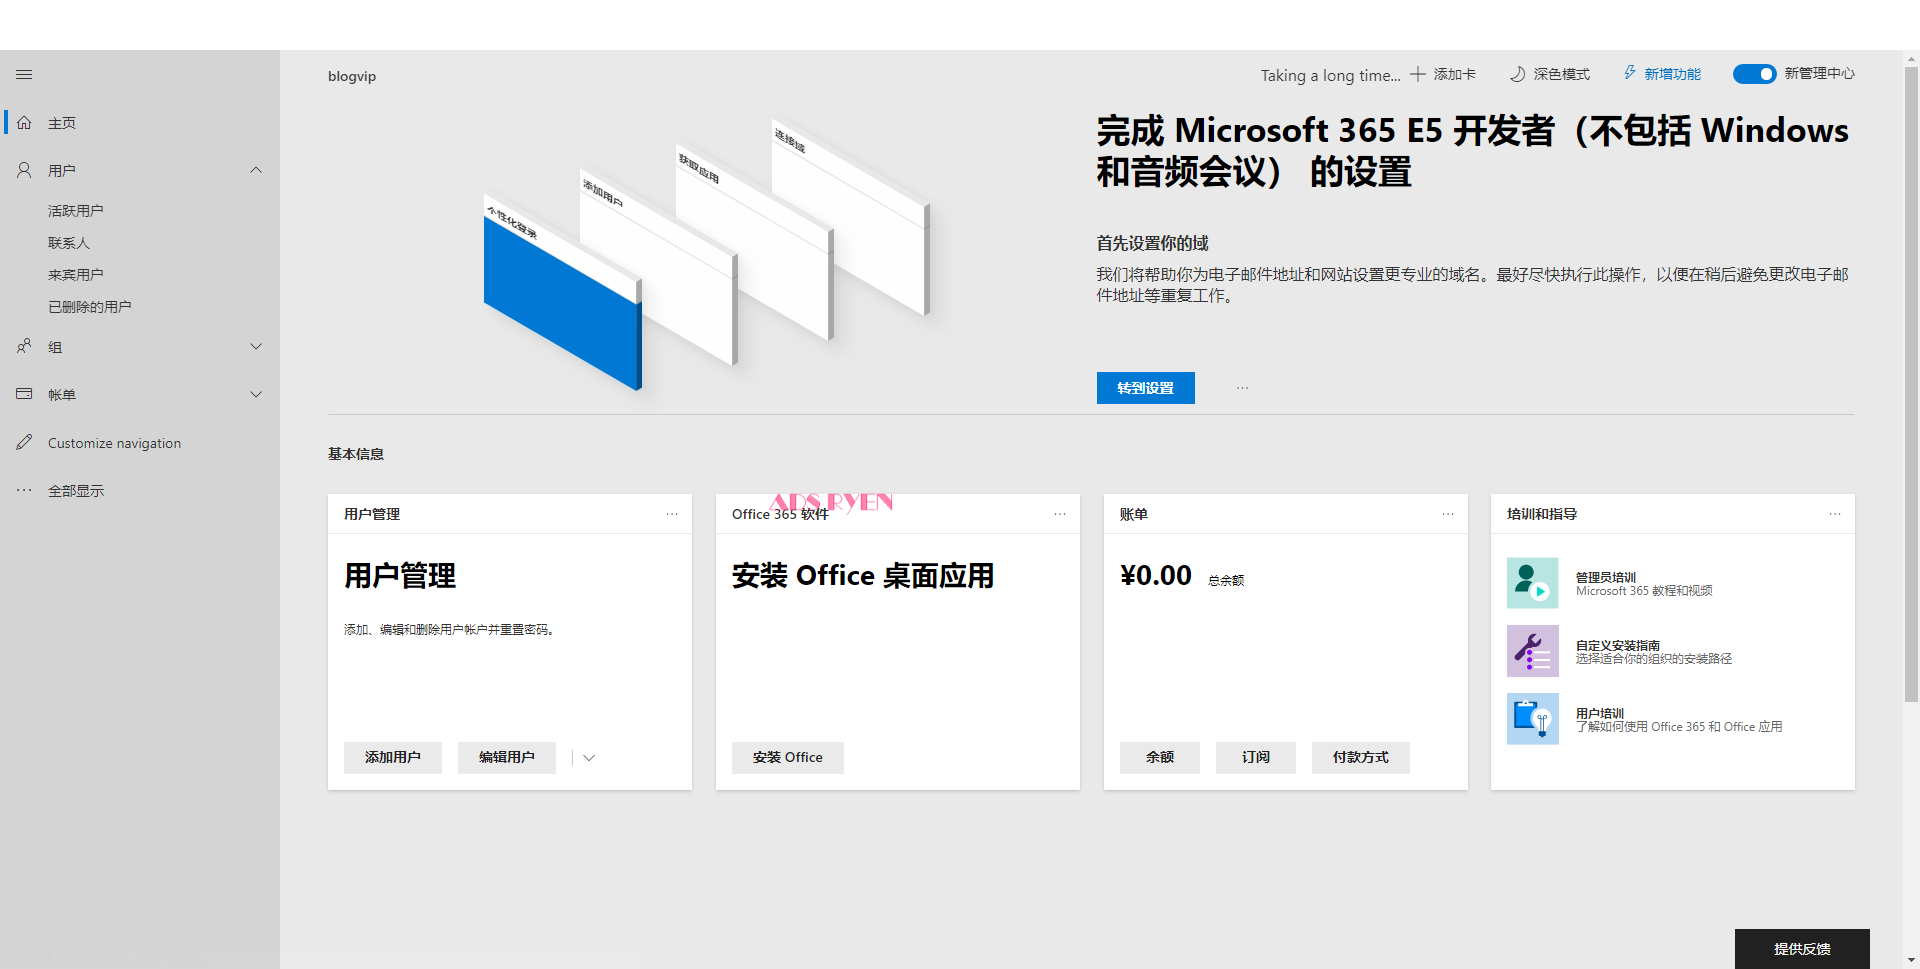 blogvip
Taking a long time...
添加卡
深色模式
新增功能
新管理中心
主页
用户
活跃用户
联系人
来宾用户
已删除的用户
组
帐单
Customize navigation
全部显示
个性化登录
添加用户
获取应用
连接域
完成 Microsoft 365 E5 开发者（不包括 Windows
和音频会议） 的设置
首先设置你的域
我们将帮助你为电子邮件地址和网站设置更专业的域名。最好尽快执行此操作，以便在稍后避免更改电子邮
件地址等重复工作。
转到设置
基本信息
用户管理
用户管理
添加、编辑和删除用户帐户并重置密码。
添加用户
编辑用户
ADS RYEN
Office 365 软件
安装 Office 桌面应用
安装 Office
账单
¥0.00 总余额
余额
订阅
付款方式
培训和指导
管理员培训
Microsoft 365 教程和视频
自定义安装指南
选择适合你的组织的安装路径
用户培训
了解如何使用 Office 365 和 Office 应用
提供反馈